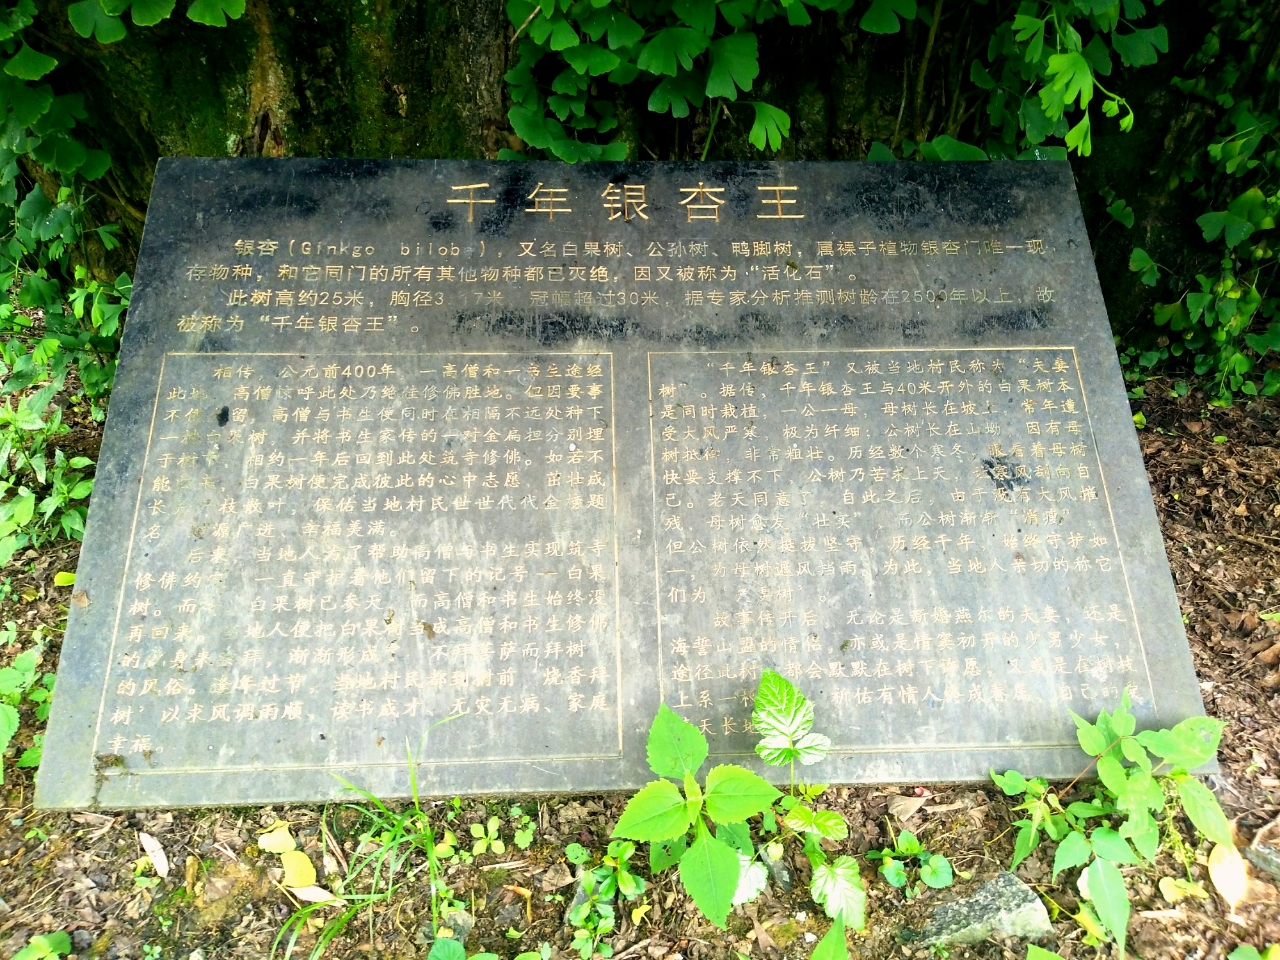 千年银杏王
银杏（Ginkgo biloba），又名白果树、公孙树、鸭脚树，属裸子植物银杏门唯一现
存物种，和它同门的所有其他物种都已灭绝，因又被称为“活化石”。
此树高约25米，胸径3. 7米，冠幅超过30米，据专家分析推测树龄在2500年以上，故
被称为“千年银杏王”。
相传，公元前400年，一高僧和一书生途经
此地，高僧惊呼此处乃绝佳修佛胜地。但因要事
不 留，高僧与书生便同时在相隔不远处种下
一 白果树，并将书生家传的一对金扁担分别埋
于树下，相约一年后回到此处筑寺修佛。如若不
能 ，白果树便完成彼此的心中志愿，茁壮成
长， 枝散叶，保佑当地村民世世代代金 题
名， 源广进、幸福美满。
后来，当地人为了帮助高僧与书生实现筑寺
修佛约 ，一直守护着他们留下的记号——白果
树。而 白果树已参天，而高僧和书生始终没
再回来， 地人便把白果树当成高僧和书生修佛
的 身来 拜，渐渐形成了“不拜菩萨而拜树”
的风俗。逢年过节，当地村民都到树前“烧香拜
树”以求风调雨顺、读书成才、无灾无病、家庭
幸福。
“千年银杏王”又被当地村民称为“夫妻
树”。据传，千年银杏王与40米开外的白果树本
是同时栽植，一公一母，母树长在坡上，常年遭
受大风严寒，极为纤细；公树长在山坳，因有母
树抵御，非常粗壮。历经数个寒冬，眼看着母树
快要支撑不下，公树乃苦求上天，让寒风刮向自
己。老天同意了，自此之后，由于没有大风摧
残，母树愈发“壮实”，而公树渐渐“消瘦”，
但公树依然挺拔坚守，历经千年，始终守护如
一，为母树遮风挡雨。为此，当地人亲切的称它
们为“夫妻树”。
故事传开后，无论是新婚燕尔的夫妻，还是
海誓山盟的情侣，亦或是情窦初开的少男少女，
途径此树 都会默默在树下许愿，又或是在树枝
上系一 ，祈佑有情人终成眷属、自己的爱
天长地